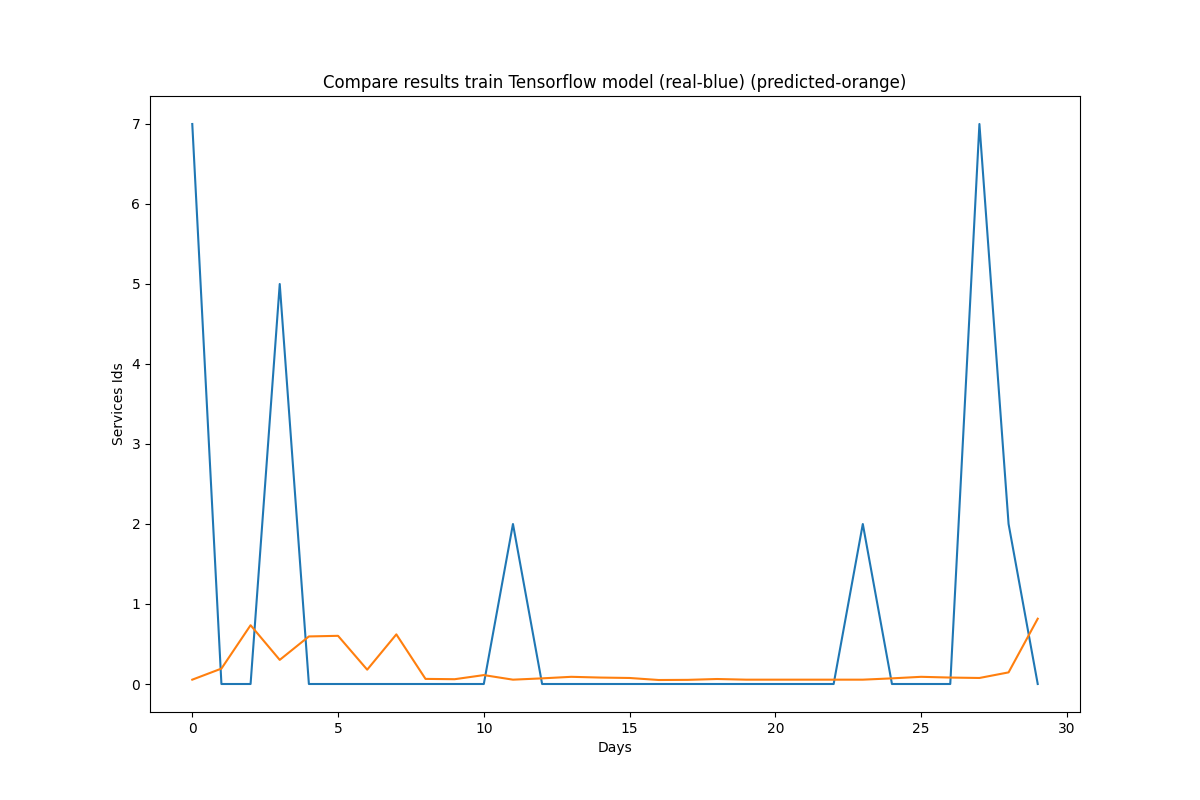 Compare results train Tensorflow model (real-blue) (predicted-orange)
7
6
5
4
3
2
1
0
Services Ids
0 5 10 15 20 25 30
Days